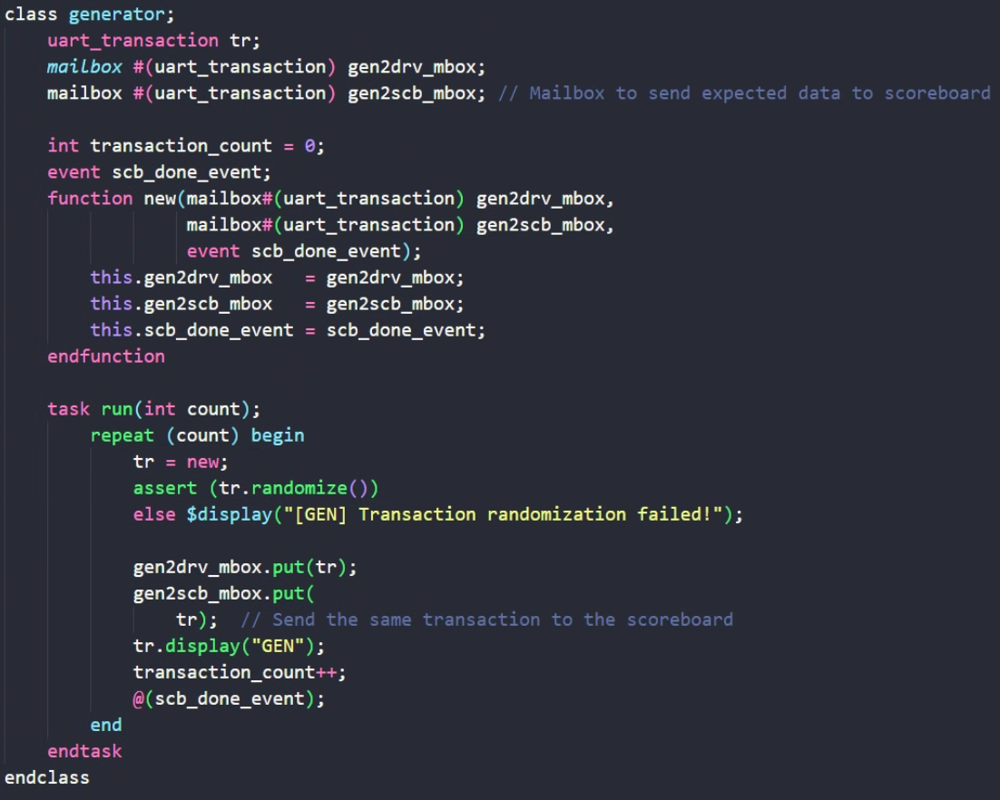 class generator;
    uart_transaction tr;
    mailbox #(uart_transaction) gen2drv_mbox;
    mailbox #(uart_transaction) gen2scb_mbox; // Mailbox to send expected data to scoreboard

    int transaction_count = 0;
    event scb_done_event;
    function new(mailbox#(uart_transaction) gen2drv_mbox,
                 mailbox#(uart_transaction) gen2scb_mbox,
                 event scb_done_event);
        this.gen2drv_mbox   = gen2drv_mbox;
        this.gen2scb_mbox   = gen2scb_mbox;
        this.scb_done_event = scb_done_event;
    endfunction

    task run(int count);
        repeat (count) begin
            tr = new;
            assert (tr.randomize())
            else $display("[GEN] Transaction randomization failed!");

            gen2drv_mbox.put(tr);
            gen2scb_mbox.put(
                tr);  // Send the same transaction to the scoreboard
            tr.display("GEN");
            transaction_count++;
            @(scb_done_event);
        end
    endtask
endclass